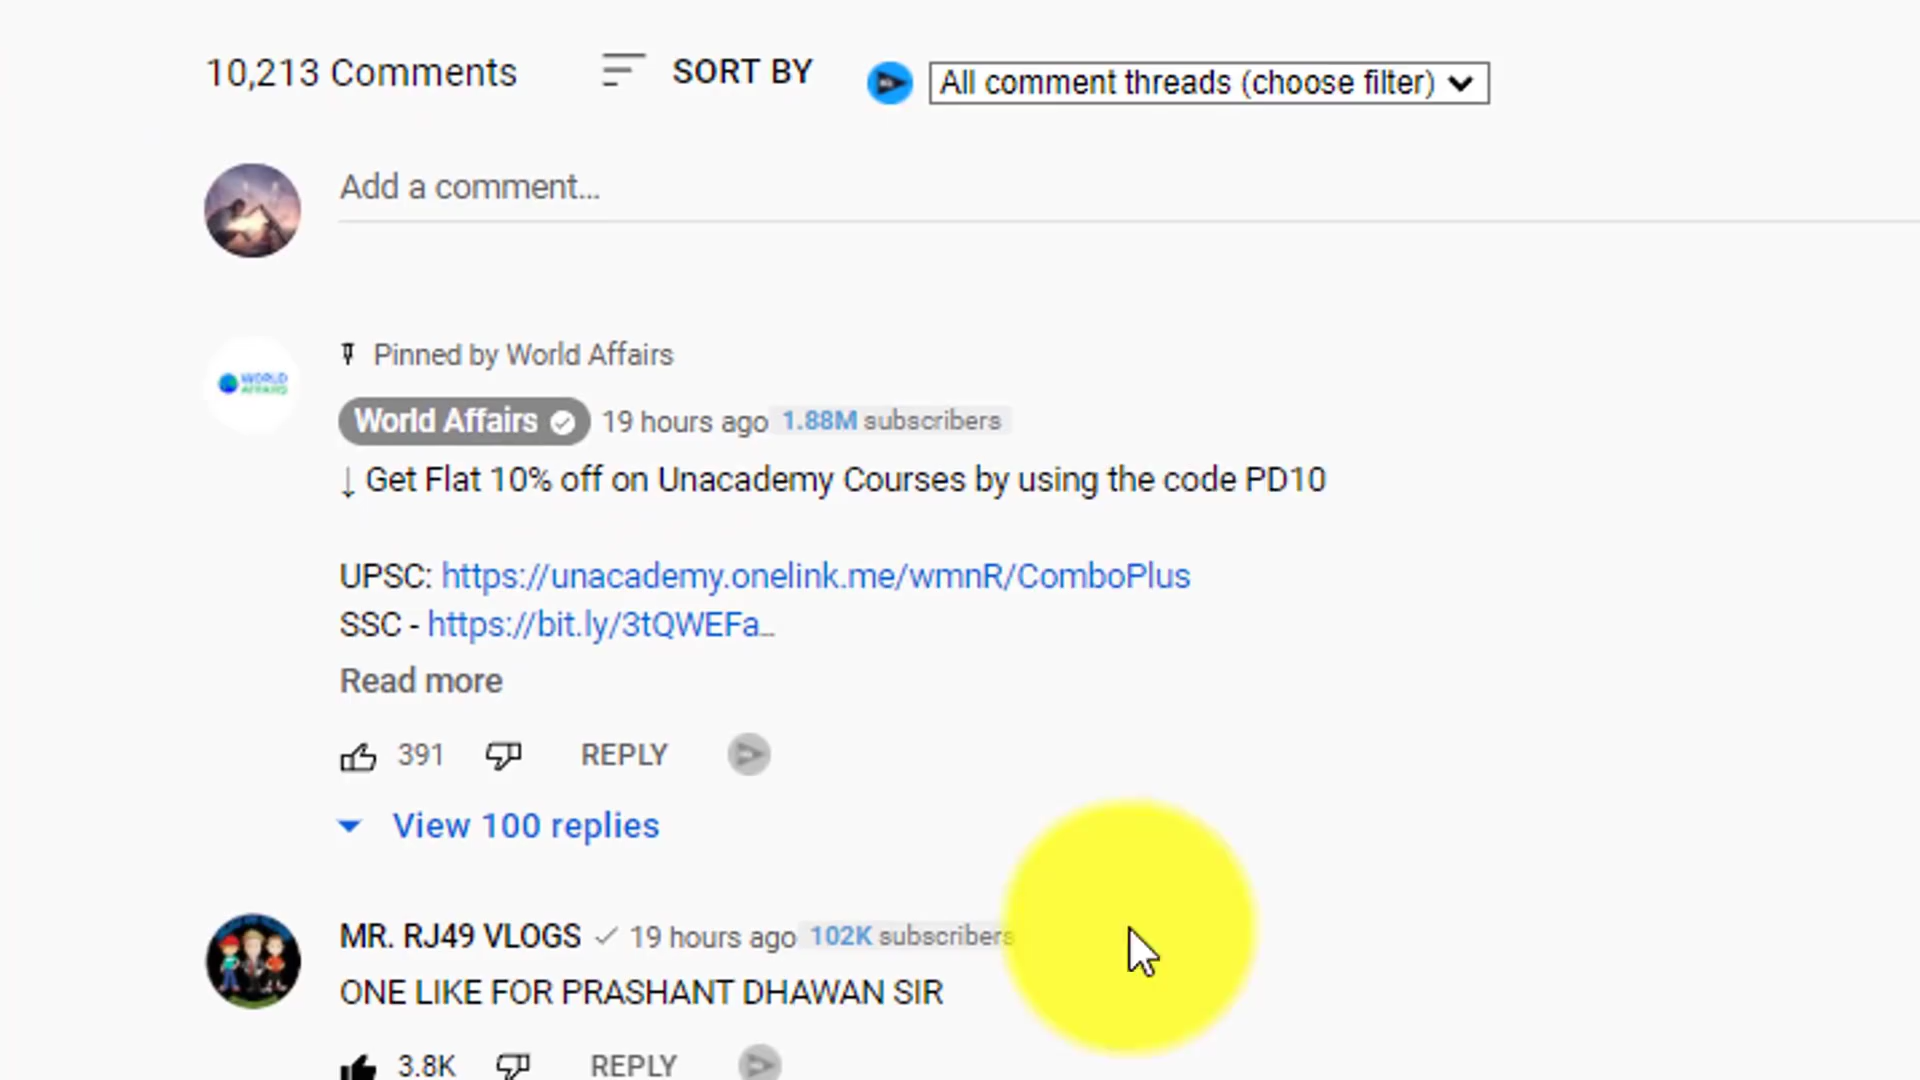 10,213 Comments SORT BY All comment threads (choose filter)
Add a comment...
Pinned by World Affairs
WORLD
AFFAIRS
World Affairs 19 hours ago 1.88M subscribers
↓ Get Flat 10% off on Unacademy Courses by using the code PD10
UPSC: https://unacademy.onelink.me/wmnR/ComboPlus
SSC - https://bit.ly/3tQWEFa...
Read more
391 REPLY
View 100 replies
MR. RJ49 VLOGS 19 hours ago 102K subscribers
ONE LIKE FOR PRASHANT DHAWAN SIR
3.8K REPLY